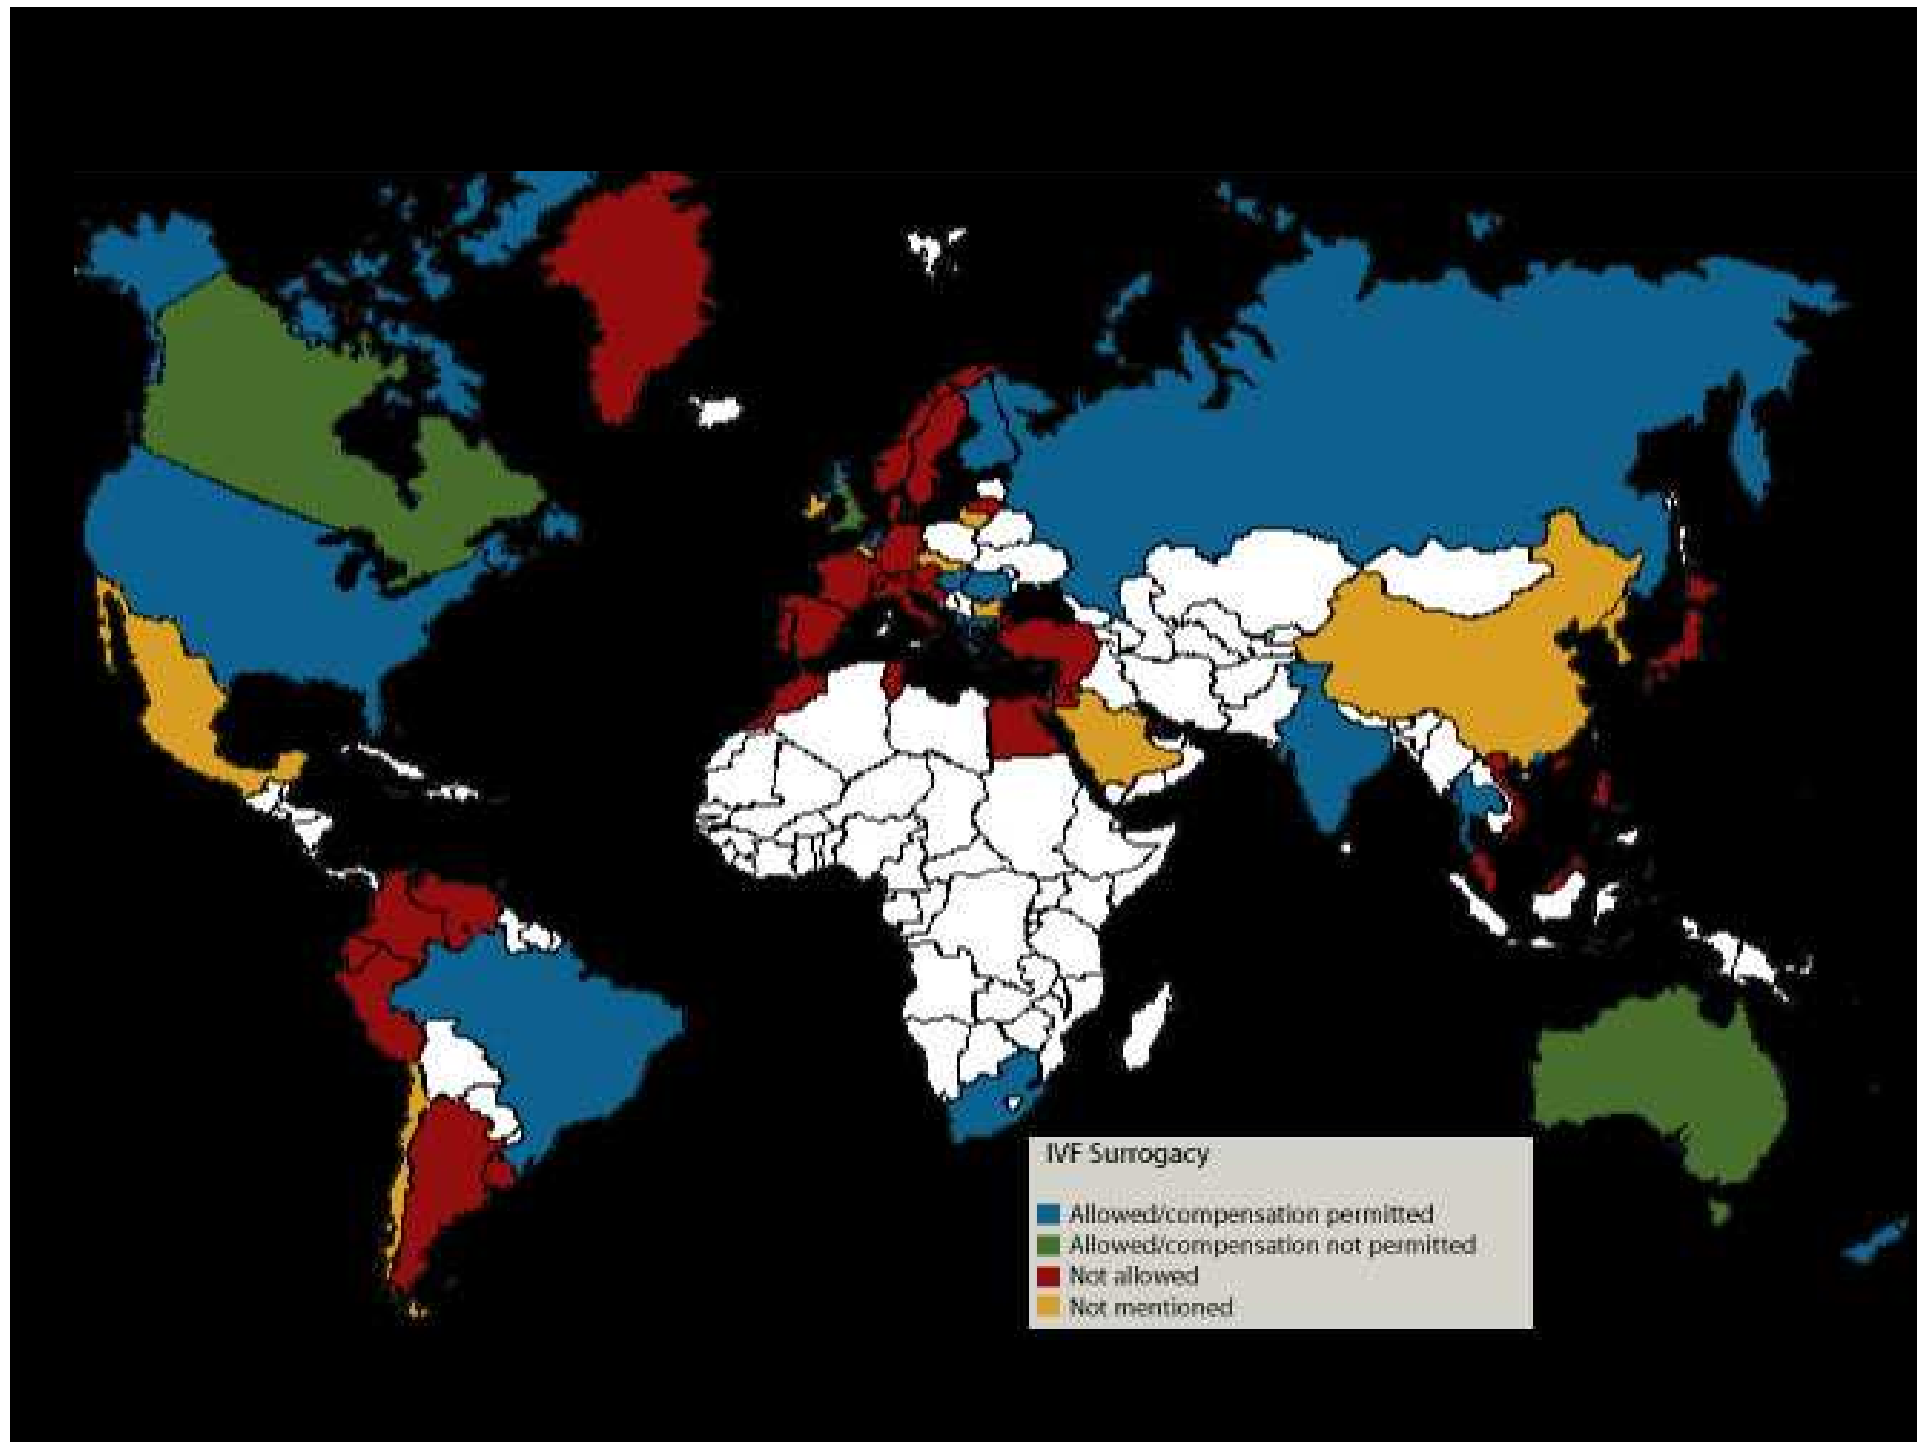 IVF Surrogacy
Allowed/compensation permitted
Allowed/compensation not permitted
Not allowed
Not mentioned